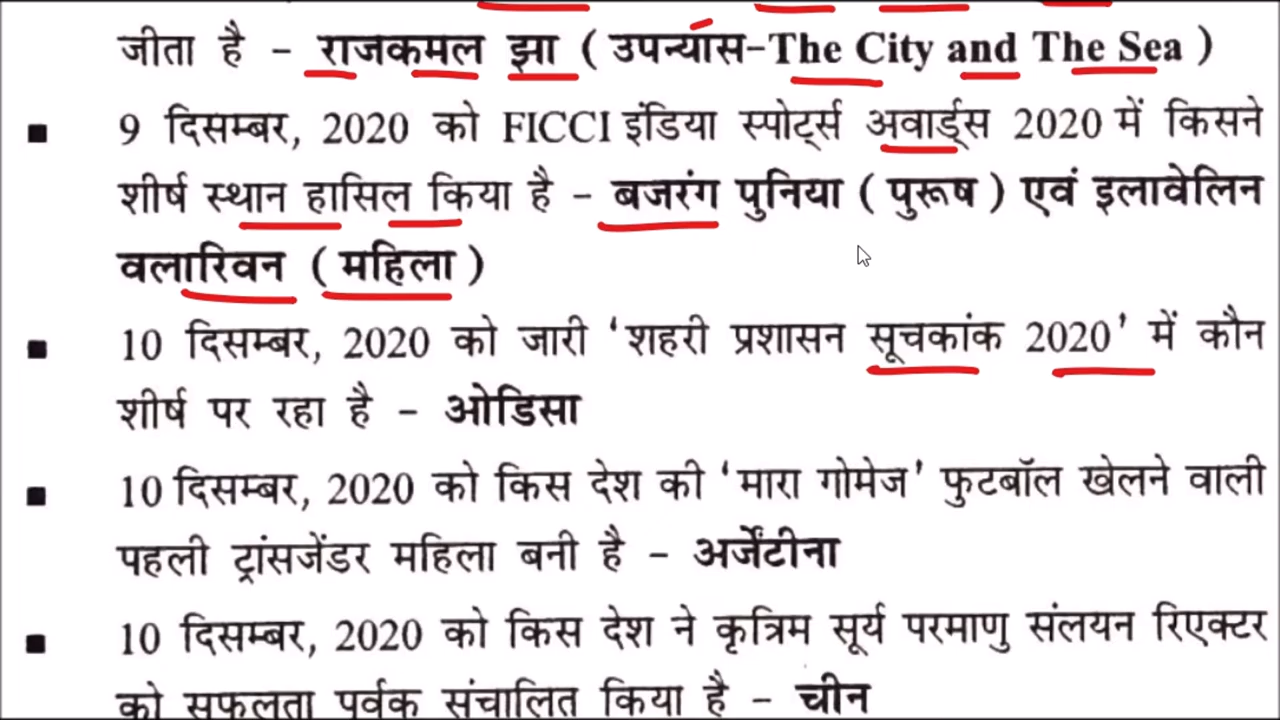 जीता है - राजकमल झा ( उपन्यास-The City and The Sea )
■ 9 दिसम्बर, 2020 को FICCI इंडिया स्पोर्ट्स अवार्ड्स 2020 में किसने
शीर्ष स्थान हासिल किया है - बजरंग पुनिया ( पुरूष ) एवं इलावेलिन
वलारिवन ( महिला )
■ 10 दिसम्बर, 2020 को जारी ‘शहरी प्रशासन सूचकांक 2020’ में कौन
शीर्ष पर रहा है - ओडिसा
■ 10 दिसम्बर, 2020 को किस देश की ‘मारा गोमेज’ फुटबॉल खेलने वाली
पहली ट्रांसजेंडर महिला बनी है - अर्जेंटीना
■ 10 दिसम्बर, 2020 को किस देश ने कृत्रिम सूर्य परमाणु संलयन रिएक्टर
को सफलता पूर्वक संचालित किया है - चीन